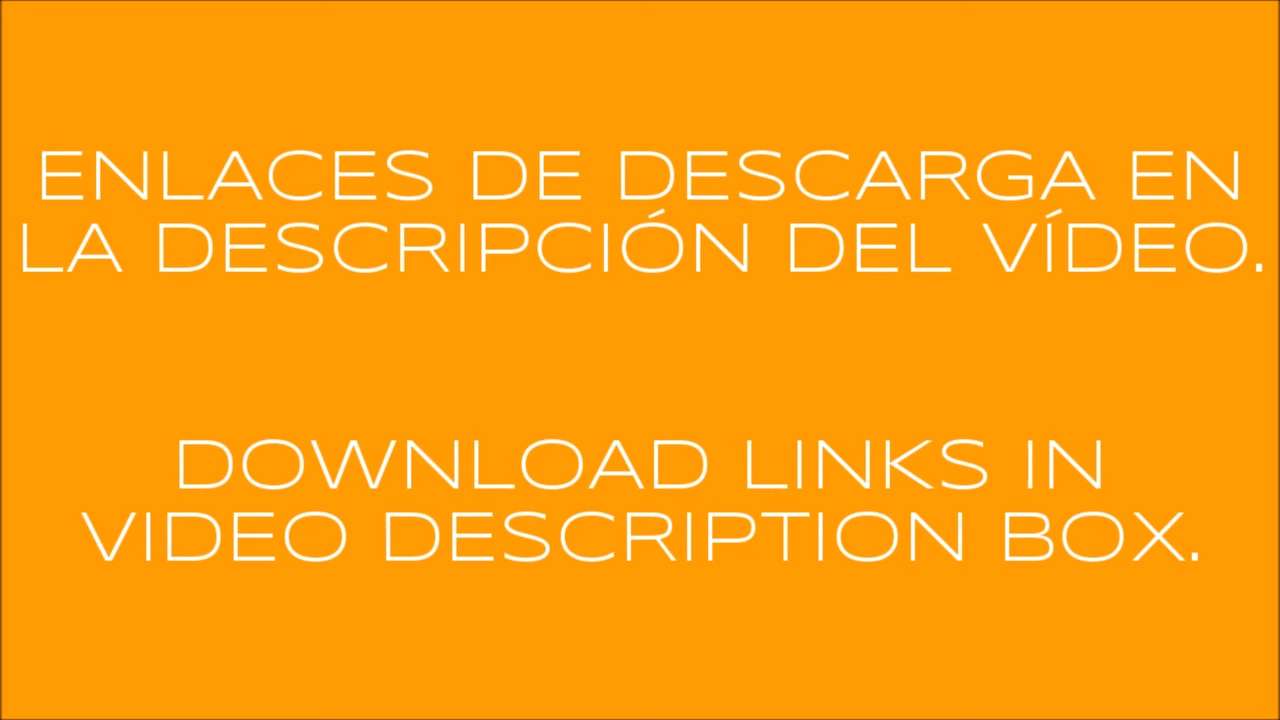 ENLACES DE DESCARGA EN
LA DESCRIPCIÓN DEL VÍDEO.
DOWNLOAD LINKS IN
VIDEO DESCRIPTION BOX.